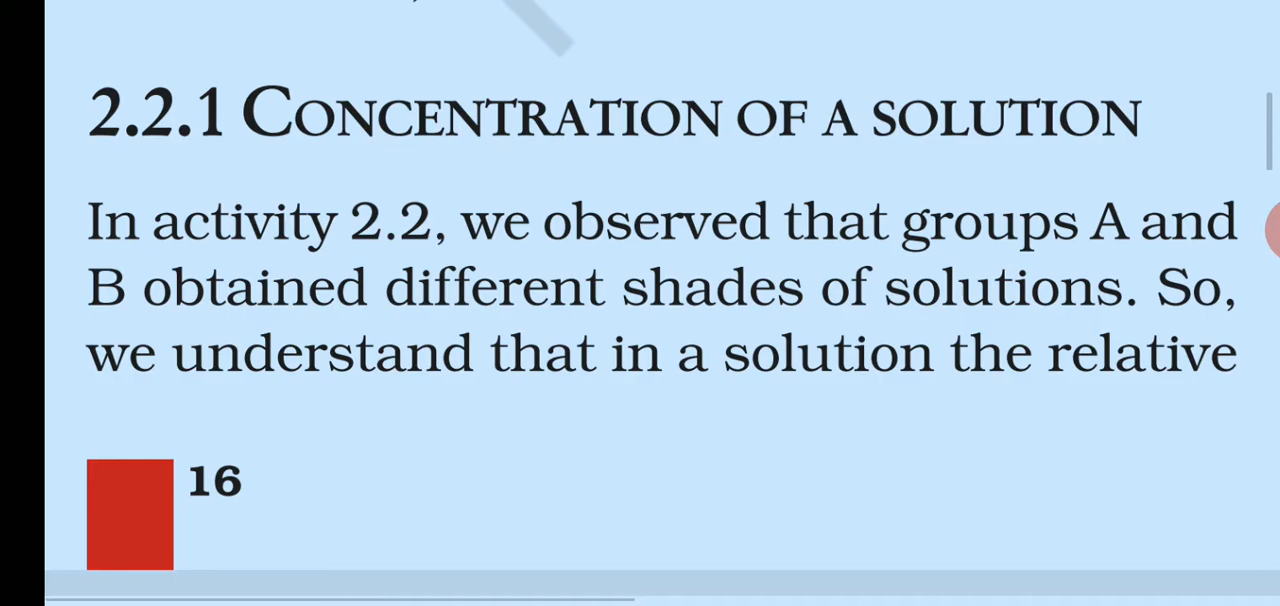 2.2.1 CONCENTRATION OF A SOLUTION
In activity 2.2, we observed that groups A and
B obtained different shades of solutions. So,
we understand that in a solution the relative
16